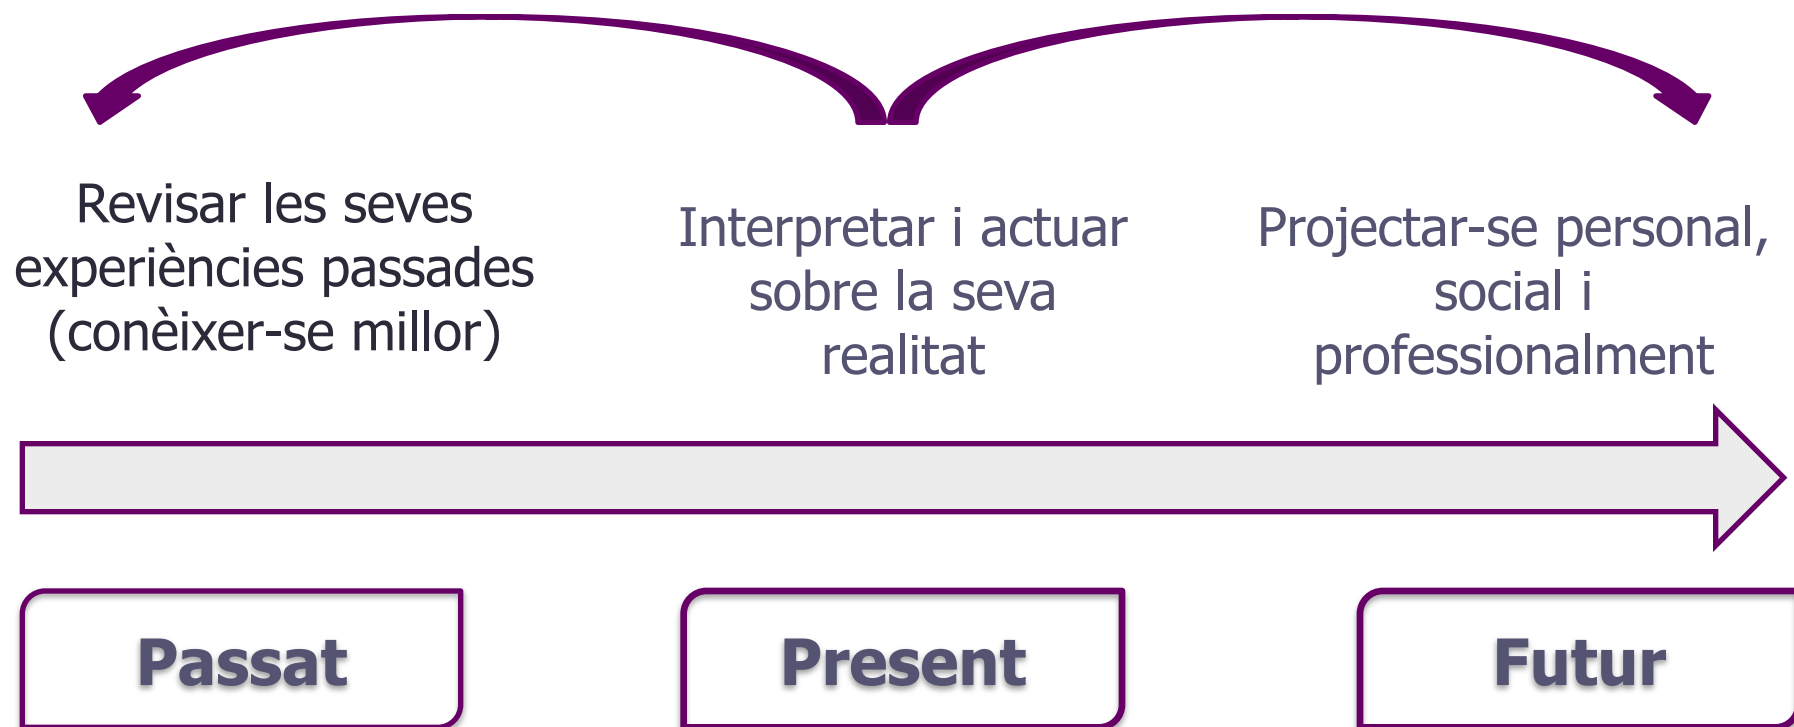 Revisar les seves
experiències passades
(conèixer-se millor)
Interpretar i actuar
sobre la seva
realitat
Projectar-se personal,
social i
professionalment
Passat
Present
Futur